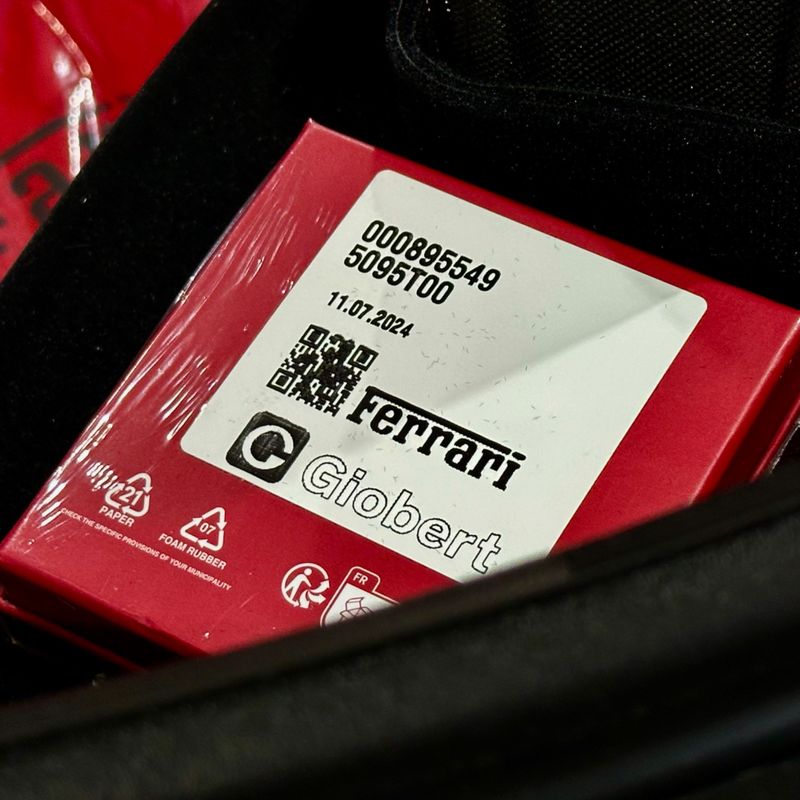 000895549
5095T00
11.07.2024
Ferrari
Giobert
21
PAPER
07
FOAM RUBBER
CHECK THE SPECIFIC PROVISIONS OF YOUR MUNICIPALITY
FR